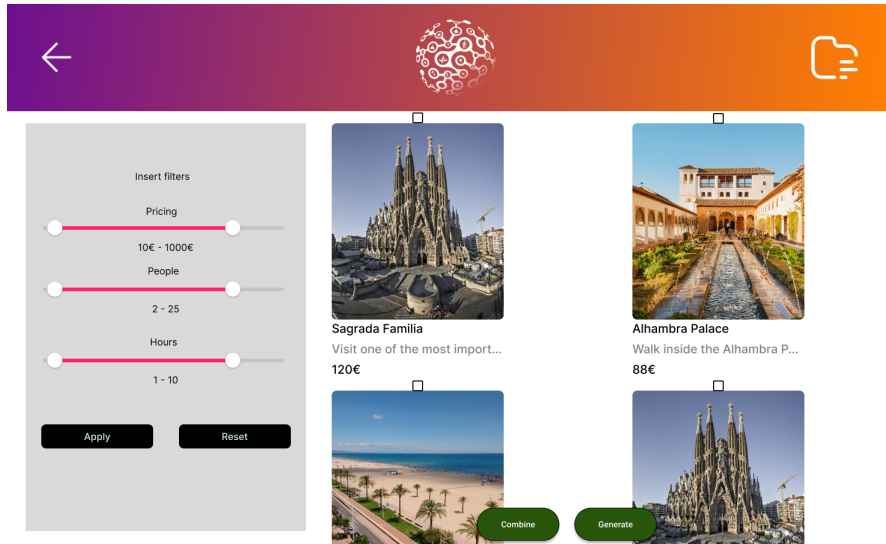 Insert filters
Pricing
10€ - 1000€
People
2 - 25
Hours
1 - 10
Apply
Reset
Sagrada Familia
Visit one of the most import...
120€
Alhambra Palace
Walk inside the Alhambra P...
88€
Combine
Generate